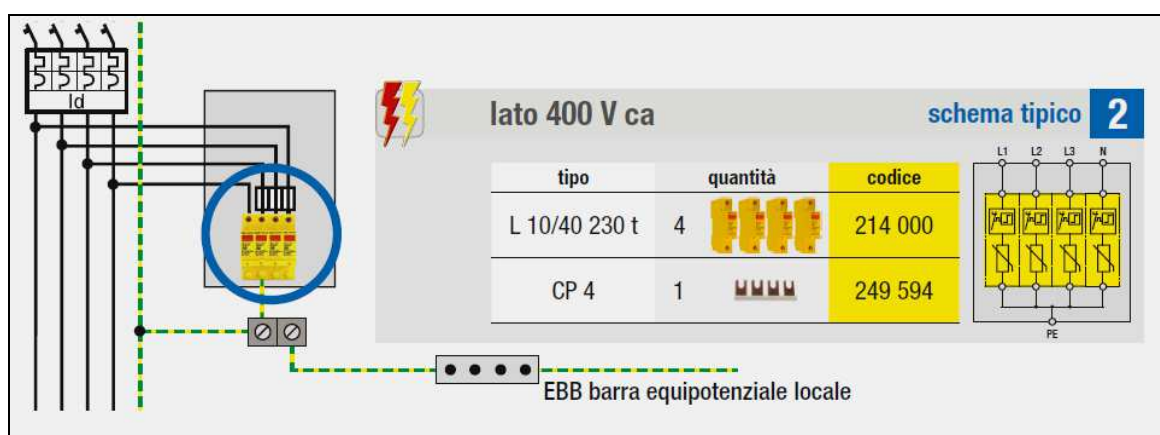 Id
lato 400 V ca
schema tipico 2
tipo quantità codice
L 10/40 230 t 4 214 000
CP 4 1 249 594
L1 L2 L3 N
PE
EBB barra equipotenziale locale